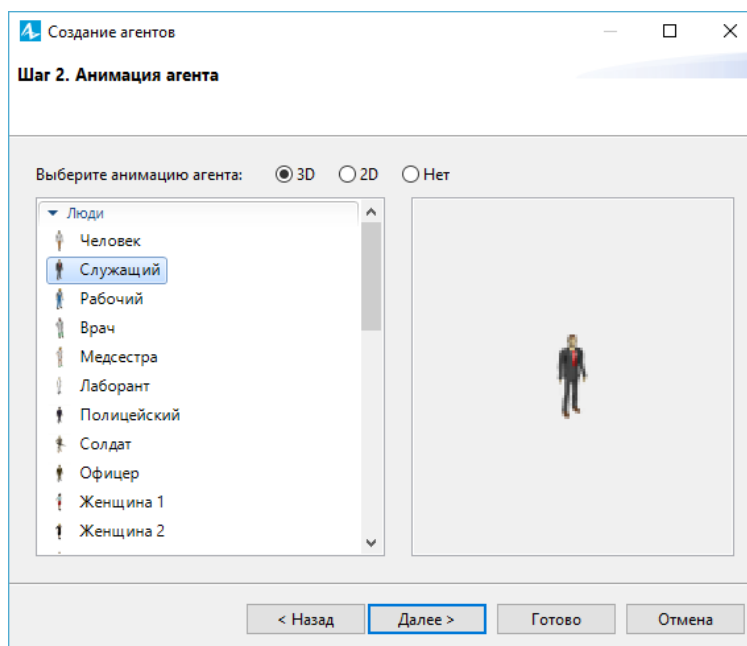 Создание агентов
Шаг 2. Анимация агента
Выберите анимацию агента: 3D 2D Нет
Люди
Человек
Служащий
Рабочий
Врач
Медсестра
Лаборант
Полицейский
Солдат
Офицер
Женщина 1
Женщина 2
< Назад Далее > Готово Отмена